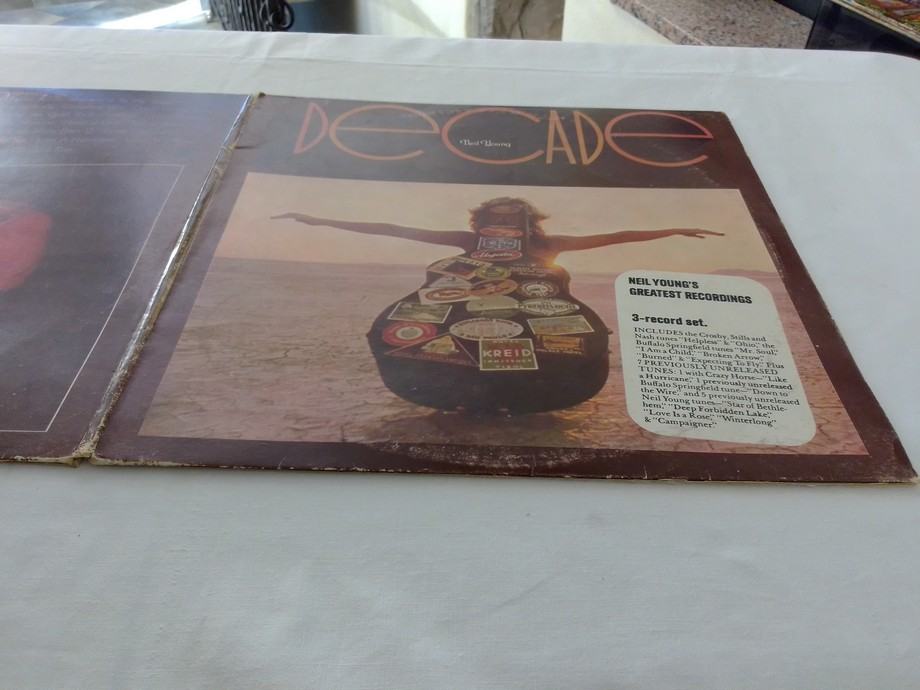 DeCADe
Neil Young
NEIL YOUNG'S
GREATEST RECORDINGS
3-record set.
INCLUDES the Crosby, Stills and
Nash tunes "Helpless" & "Ohio," the
Buffalo Springfield tunes "Mr. Soul,"
"I Am a Child," "Broken Arrow,"
"Burned" & "Expecting To Fly." Plus
7 PREVIOUSLY UNRELEASED
TUNES: 1 with Crazy Horse—"Like
a Hurricane," 1 previously unreleased
Buffalo Springfield tune—"Down to
the Wire," and 5 previously unreleased
Neil Young tunes—"Star of Bethle-
hem," "Deep Forbidden Lake,"
"Love Is a Rose," "Winterlong"
& "Campaigner."
Majestic
HOTEL
KREID